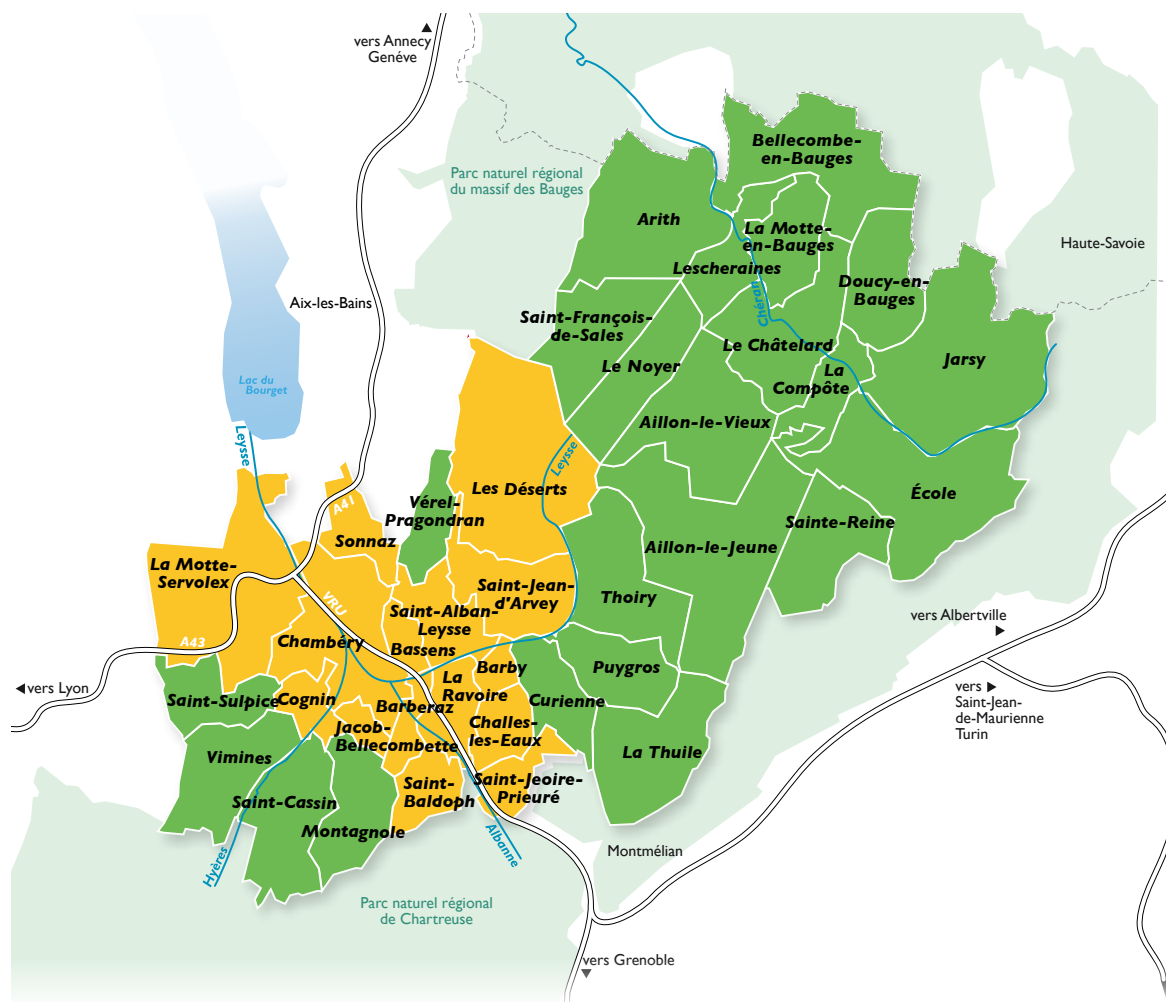 vers Annecy
Genéve
Bellecombe-
en-Bauges
Parc naturel régional
du massif des Bauges
Arith
La Motte-
en-Bauges
Haute-Savoie
Lescheraines
Doucy-en-
Bauges
Chéran
Aix-les-Bains
Saint-François-
de-Sales
Le Châtelard
Jarsy
Le Noyer
La
Compôte
Lac du
Bourget
Aillon-le-Vieux
Leysse
Leysse
Les Déserts
École
Vérel-
Pragondran
A41
Sainte-Reine
Sonnaz
Aillon-le-Jeune
La Motte-
Servolex
Saint-Jean-
d'Arvey
Thoiry
VRU
Saint-Alban-
Leysse
vers Albertville
A43
Chambèry
Bassens
Barby
Puygros
vers Lyon
La
Ravoire
vers
Saint-Jean-
de-Maurienne
Turin
Saint-Sulpice
Cognin
Curienne
Barberaz
Challes-
les-Eaux
Jacob-
Bellecombette
La Thuile
Vimines
Saint-
Baldoph
Saint-Jeoire-
Prieuré
Saint-Cassin
Montagnole
Albanne
Montmélian
Hyères
Parc naturel régional
de Chartreuse
vers Grenoble